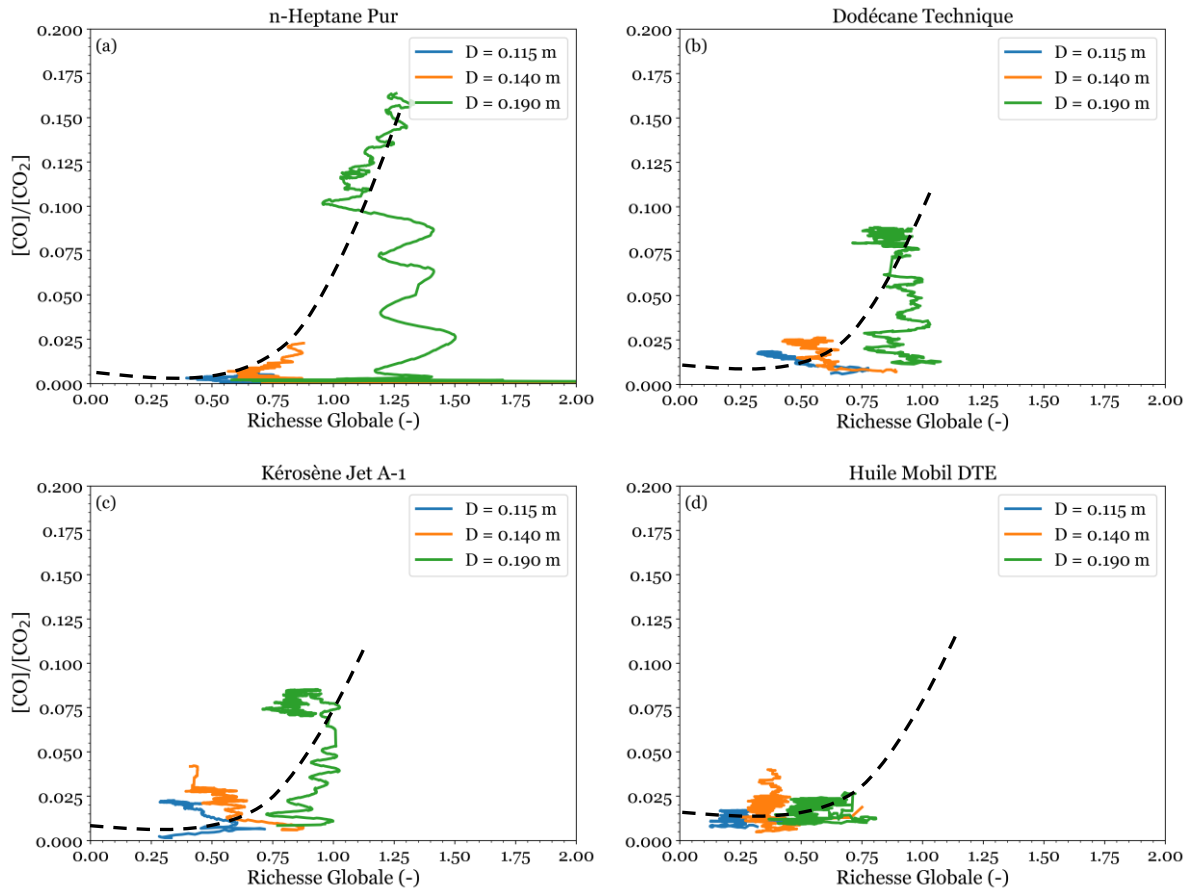 n-Heptane Pur
(a)
D = 0.115 m
D = 0.140 m
D = 0.190 m
0.200
0.175
0.150
0.125
0.100
0.075
0.050
0.025
0.000
[CO]/[CO₂]
0.00 0.25 0.50 0.75 1.00 1.25 1.50 1.75 2.00
Richesse Globale (-)
Dodécane Technique
(b)
D = 0.115 m
D = 0.140 m
D = 0.190 m
0.200
0.175
0.150
0.125
0.100
0.075
0.050
0.025
0.000
0.00 0.25 0.50 0.75 1.00 1.25 1.50 1.75 2.00
Richesse Globale (-)
Kérosène Jet A-1
(c)
D = 0.115 m
D = 0.140 m
D = 0.190 m
0.200
0.175
0.150
0.125
0.100
0.075
0.050
0.025
0.000
[CO]/[CO₂]
0.00 0.25 0.50 0.75 1.00 1.25 1.50 1.75 2.00
Richesse Globale (-)
Huile Mobil DTE
(d)
D = 0.115 m
D = 0.140 m
D = 0.190 m
0.200
0.175
0.150
0.125
0.100
0.075
0.050
0.025
0.000
0.00 0.25 0.50 0.75 1.00 1.25 1.50 1.75 2.00
Richesse Globale (-)